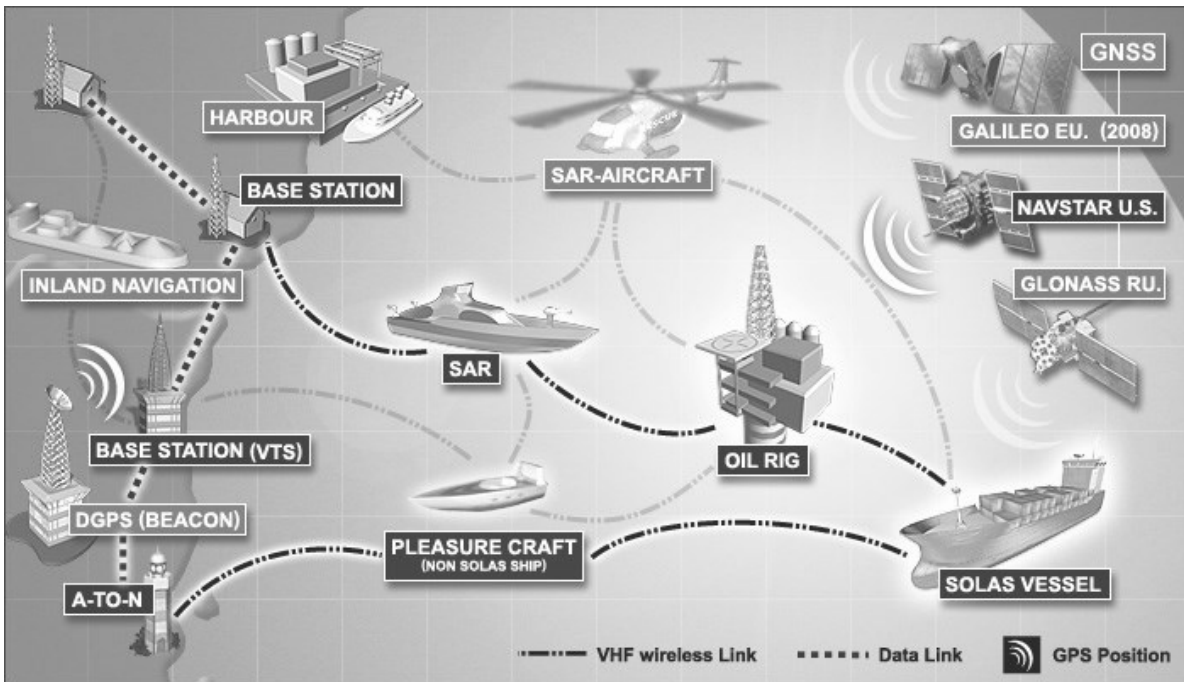 GNSS
HARBOUR
GALILEO EU. (2008)
SAR-AIRCRAFT
BASE STATION
NAVSTAR U.S.
INLAND NAVIGATION
GLONASS RU.
SAR
BASE STATION (VTS)
OIL RIG
DGPS (BEACON)
PLEASURE CRAFT
(NON SOLAS SHIP)
SOLAS VESSEL
A-TO-N
VHF wireless Link
Data Link
GPS Position
RESCUE